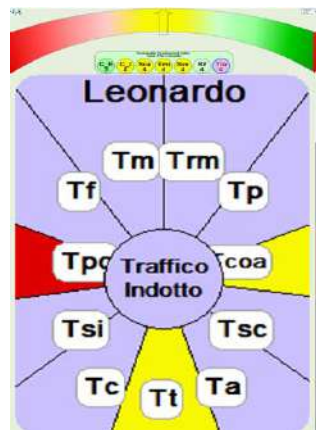 Leonardo
Tm Trm
Tf Tp
Tpc Tcoa
Traffico
Indotto
Tsi Tsc
Tc Tt Ta